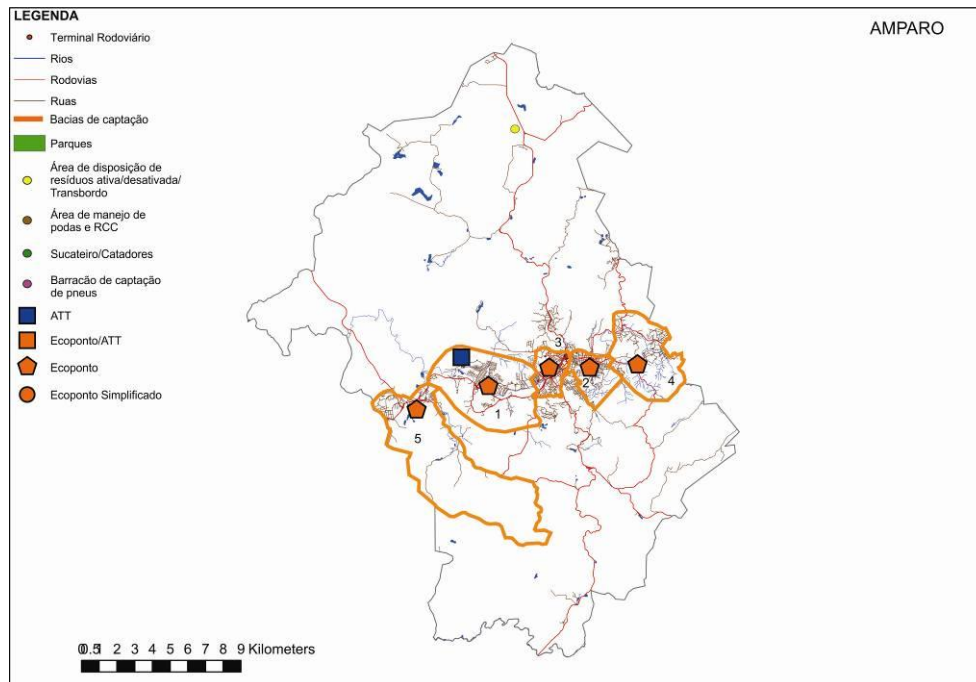 LEGENDA
Terminal Rodoviário
Rios
Rodovias
Ruas
Bacias de captação
Parques
Área de disposição de
resíduos ativa/desativada/
Transbordo
Área de manejo de
podas e RCC
Sucateiro/Catadores
Barracão de captação
de pneus
ATT
Ecoponto/ATT
Ecoponto
Ecoponto Simplificado
AMPARO
3
2
4
1
5
0 0.5 1 2 3 4 5 6 7 8 9 Kilometers